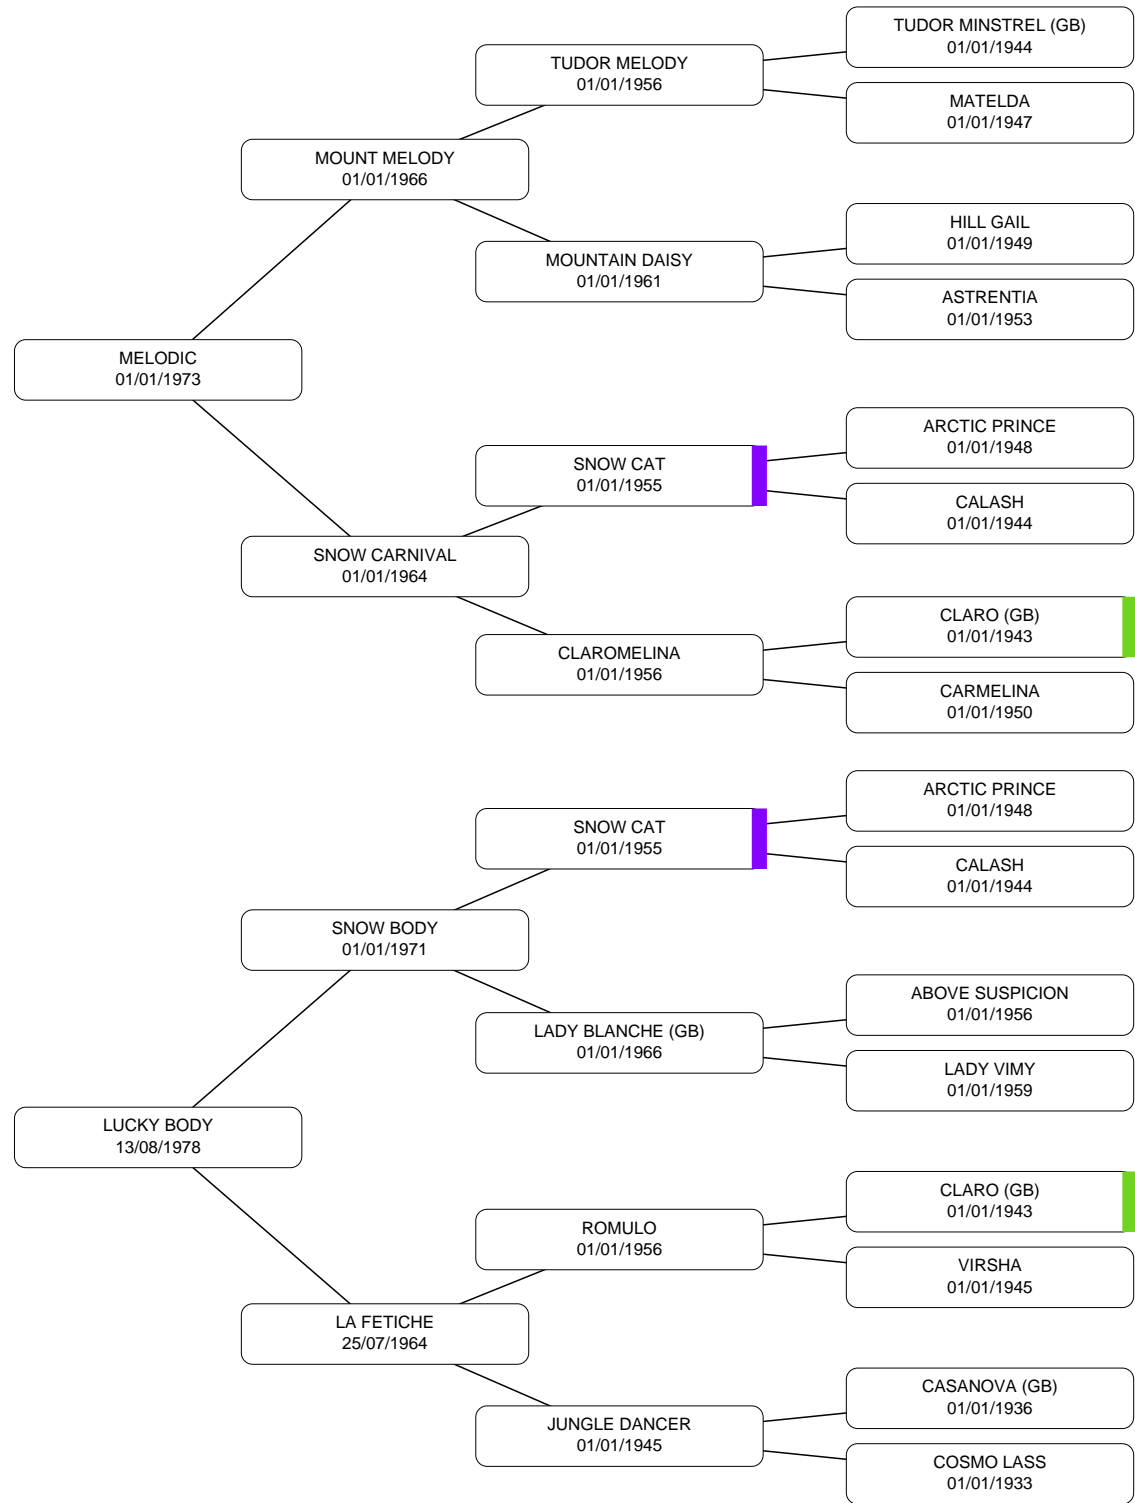 TUDOR MINSTREL (GB)
01/01/1944
TUDOR MELODY
01/01/1956
MATELDA
01/01/1947
MOUNT MELODY
01/01/1966
HILL GAIL
01/01/1949
MOUNTAIN DAISY
01/01/1961
ASTRENTIA
01/01/1953
MELODIC
01/01/1973
ARCTIC PRINCE
01/01/1948
SNOW CAT
01/01/1955
CALASH
01/01/1944
SNOW CARNIVAL
01/01/1964
CLARO (GB)
01/01/1943
CLAROMELINA
01/01/1956
CARMELINA
01/01/1950
ARCTIC PRINCE
01/01/1948
SNOW CAT
01/01/1955
CALASH
01/01/1944
SNOW BODY
01/01/1971
ABOVE SUSPICION
01/01/1956
LADY BLANCHE (GB)
01/01/1966
LADY VIMY
01/01/1959
LUCKY BODY
13/08/1978
CLARO (GB)
01/01/1943
ROMULO
01/01/1956
VIRSHA
01/01/1945
LA FETICHE
25/07/1964
CASANOVA (GB)
01/01/1936
JUNGLE DANCER
01/01/1945
COSMO LASS
01/01/1933